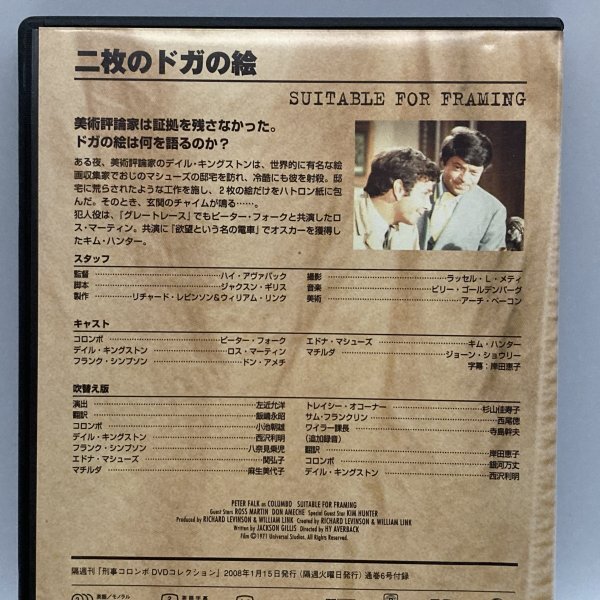 二枚のドガの絵
SUITABLE FOR FRAMING
美術評論家は証拠を残さなかった。
ドガの絵は何を語るのか？
ある夜、美術評論家のデイル・キングストンは、世界的に有名な絵
画収集家でおじのマシューズの邸宅を訪れ、冷酷にも彼を射殺。邸
宅に荒らされたような工作を施し、2枚の絵だけをハトロン紙に包
んだ。そのとき、玄関のチャイムが鳴る……。
犯人役は、「グレートレース」でもピーター・フォークと共演したロ
ス・マーティン。共演に「欲望という名の電車」でオスカーを獲得し
たキム・ハンター。
スタッフ
監督 ハイ・アヴァバック
脚本 ジャクスン・ギリス
製作 リチャード・レビンソン&ウィリアム・リンク
撮影 ラッセル・L・メティ
音楽 ビリー・ゴールデンバーグ
美術 アーチ・ベーコン
キャスト
コロンボ ピーター・フォーク
デイル・キングストン ロス・マーティン
フランク・シンプソン ドン・アメチ
エドナ・マシューズ キム・ハンター
マチルダ ジョーン・ショウリー
字幕：岸田恵子
吹替え版
演出 左近允洋
翻訳 飯嶋永昭
コロンボ 小池朝雄
デイル・キングストン 西沢利明
フランク・シンプソン 八奈見乗児
エドナ・マシューズ 関弘子
マチルダ 麻生美代子
トレイシー・オコーナー 杉山佳寿子
サム・フランクリン 西尾徳
ワイラー課長 寺島幹夫
（追加録音）
翻訳 岸田恵子
コロンボ 銀河万丈
デイル・キングストン 西沢利明
PETER FALK as COLUMBO SUITABLE FOR FRAMING
Guest Stars ROSS MARTIN DON AMECHE Special Guest Star KIM HUNTER
Produced by RICHARD LEVINSON & WILLIAM LINK Created by RICHARD LEVINSON & WILLIAM LINK
Written by JACKSON GILLIS Directed by HY AVERBACK
Film ©1971 Universal Studios. All Rights Reserved.
隔週刊「刑事コロンボDVDコレクション」2008年1月15日発行（隔週火曜日発行）通巻6号付録